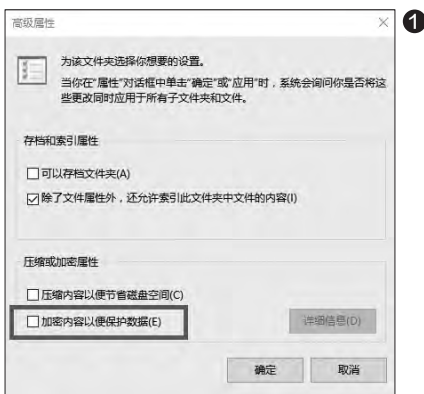 高级属性
❶
为该文件夹选择你想要的设置。
当你在"属性"对话框中单击"确定"或"应用"时，系统会询问你是否将这
些更改同时应用于所有子文件夹和文件。
存档和索引属性
可以存档文件夹(A)
除了文件属性外，还允许索引此文件夹中文件的内容(I)
压缩或加密属性
压缩内容以便节省磁盘空间(C)
加密内容以便保护数据(E)
详细信息(D)
确定
取消